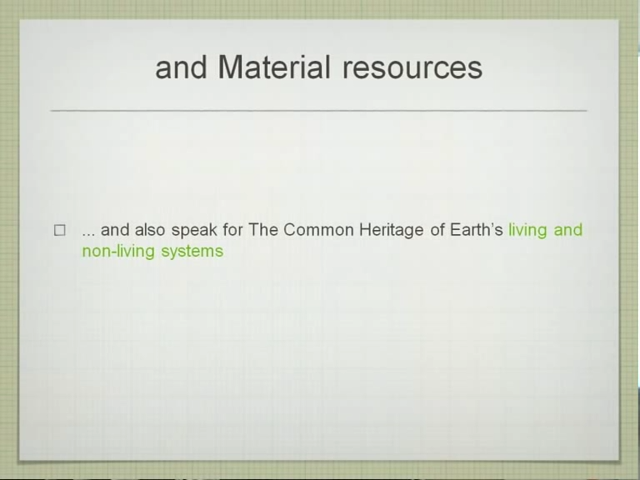 and Material resources
... and also speak for The Common Heritage of Earth's living and
non-living systems